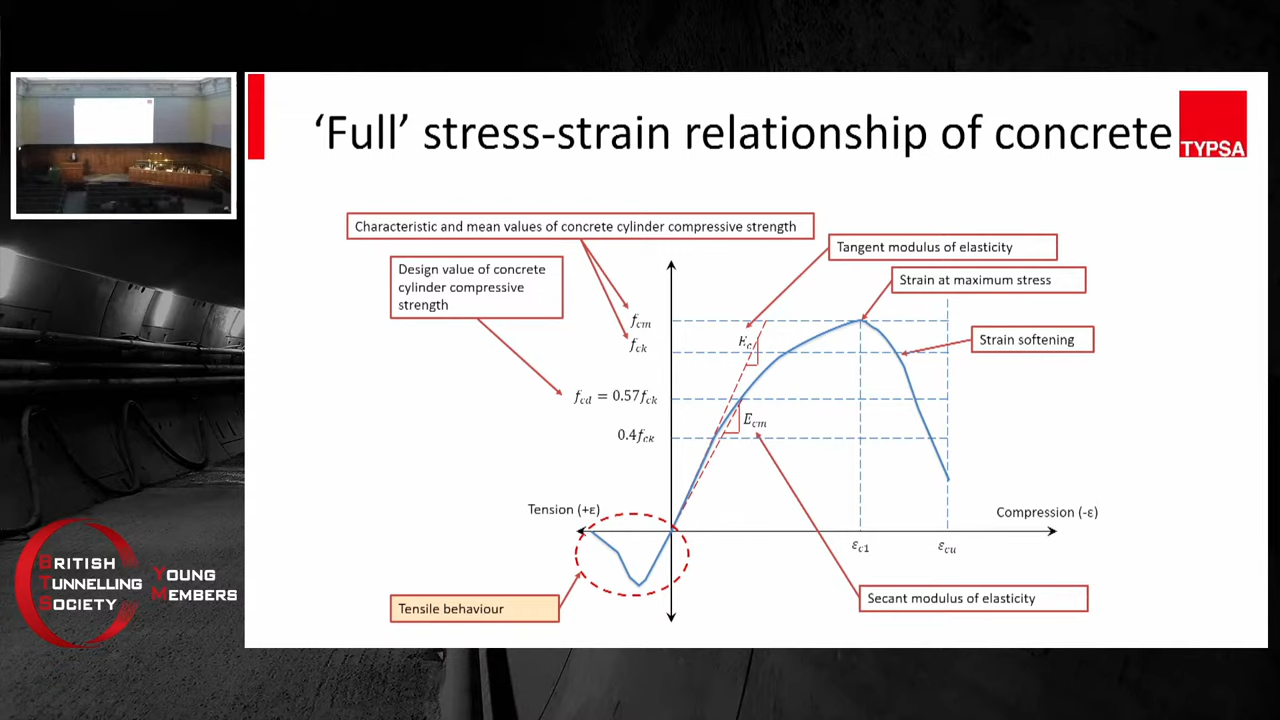 ‘Full’ stress-strain relationship of concrete
TYPSA
Characteristic and mean values of concrete cylinder compressive strength
Tangent modulus of elasticity
Design value of concrete
cylinder compressive
strength
Strain at maximum stress
fcm
fck
Ec
Strain softening
fcd = 0.57fck
Ecm
0.4fck
Tension (+ε)
Compression (-ε)
εc1
εcu
Tensile behaviour
Secant modulus of elasticity
BRITISH
TUNNELLING
SOCIETY
YOUNG
MEMBERS